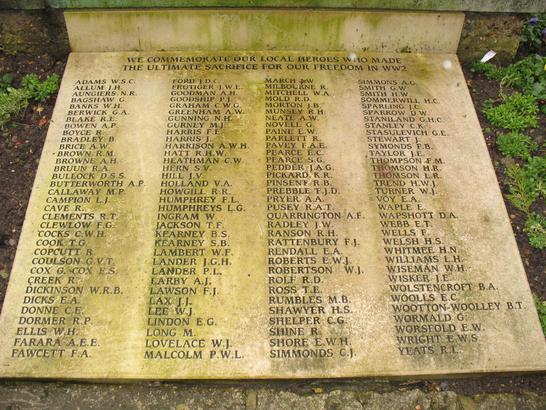 WE COMMEMORATE OUR LOCAL HEROES WHO MADE
THE ULTIMATE SACRIFICE FOR OUR FREEDOM IN WW2
ADAMS W.S.C.
ALLUM J.H.
AUNGIERS N.R.
BAGSHAW G.
BANKS W.H.
BERWICK G.A.
BLAKE R.E.
BOWEN A.P.
BOYCE R.
BRADLEY B.
BRICE A.W.
BROWN R.M.
BROWNE A.H.
BRUUN R.A.
BULLOCK D.S.S.
BUTTERWORTH A.P.
CALLAWAY M.P.
CAMPION L.J.
CAVE R.
CLEMENTS R.T.
CLEWLOW F.G.
COCKS C.W.H.
COOK T.G.
COPCUTT R.
COULSON G.V.T.
COX G. COX E.S.
CREEK R.
DICKINSON W.R.B.
DICKS E.A.
DONNE C.E.
DORMER R.P.
ELLIS W.H.
FARARA A.E.E.
FAWCETT F.A.
FORD J.D.C.
FRUTIGER J.W.E.
GOODMAN A.H.
GOODSHIP P.J.
GRAHAM C.W.G.
GREENHAM A.W.
GUNNING N.H.
GURNEY M.J.
HARRIS F.E.
HARRIS J.
HARRISON A.W.H.
HATT R.H.W.
HEATHMAN C.W.
HERN S.V.
HILL J.V.
HOLLAND V.A.
HOWGILL R.R.
HUMPHREY F.L.
HUMPHREYS L.G.
INGRAM W.
JACKSON T.F.
KEARNEY B.S.
KEARNEY S.B.
LAMBERT W.F.
LANDER J.G.H.
LANDER P.L.
LARBY A.J.
LAWSON F.J.
LAX J.J.
LEE W.J.
LINDON E.G.
LONG M.
LOVELACE W.J.
MALCOLM P.W.L.
MARCH J.W.
MILBOURNE R.
MITCHELL W.A.
MOLD R.D.
MORTON J.B.
MUNSEY R.H.
NEATE A.W.
NOVELL G.
PAINE E.W.
PARLETT R.
PAVEY F.A.E.
PEARCE E.C.
PEARCE S.G.
PEDDER J.A.G.
PICKARD K.R.
PINSENT R.B.
PREBBLE F.J.D.
PRYER A.A.
PUSEY R.A.T.
QUARRINGTON A.F.
RADLEY J.W.
RANSON R.H.
RATTENBURY F.J.
RENDALL E.A.
ROBERTS E.W.J.
ROBERTSON W.J.
ROLF R.D.
ROSS T.B.
RUMBLES M.B.
SHAWYER H.S.
SHELPER C.G.
SHINE R.
SHORE E.W.H.
SIMMONDS C.J.
SIMMONS A.G.
SMITH G.W.
SMITH H.W.
SOMMERWILL H.C.
SPARLING J.C.
SPARROW D.W.
STANILAND G.H.C.
STANLEY E.J.
STASULEVICH G.E.
STEWART J.
SYMONDS F.B.
TAYLOR J.E.
THOMPSON F.M.
THOMSON H.R.
THOMSON L.R.
TREND H.W.J.
TURNER W.J.
VOY E.A.
WAPLE E.
WAPSHOTT D.A.
WEBB E.T.
WELLS F.
WELSH H.S.
WHITMEE H.N.
WILLIAMS L.H.
WISEMAN W.H.
WISKER J.E.
WOLSTENCROFT B.A.
WOOLLS E.C.
WOOTTON-WOOLLEY B.T.
WORMALD G.
WORSFOLD E.W.
WRIGHT E.W.S.
YEATS R.L.